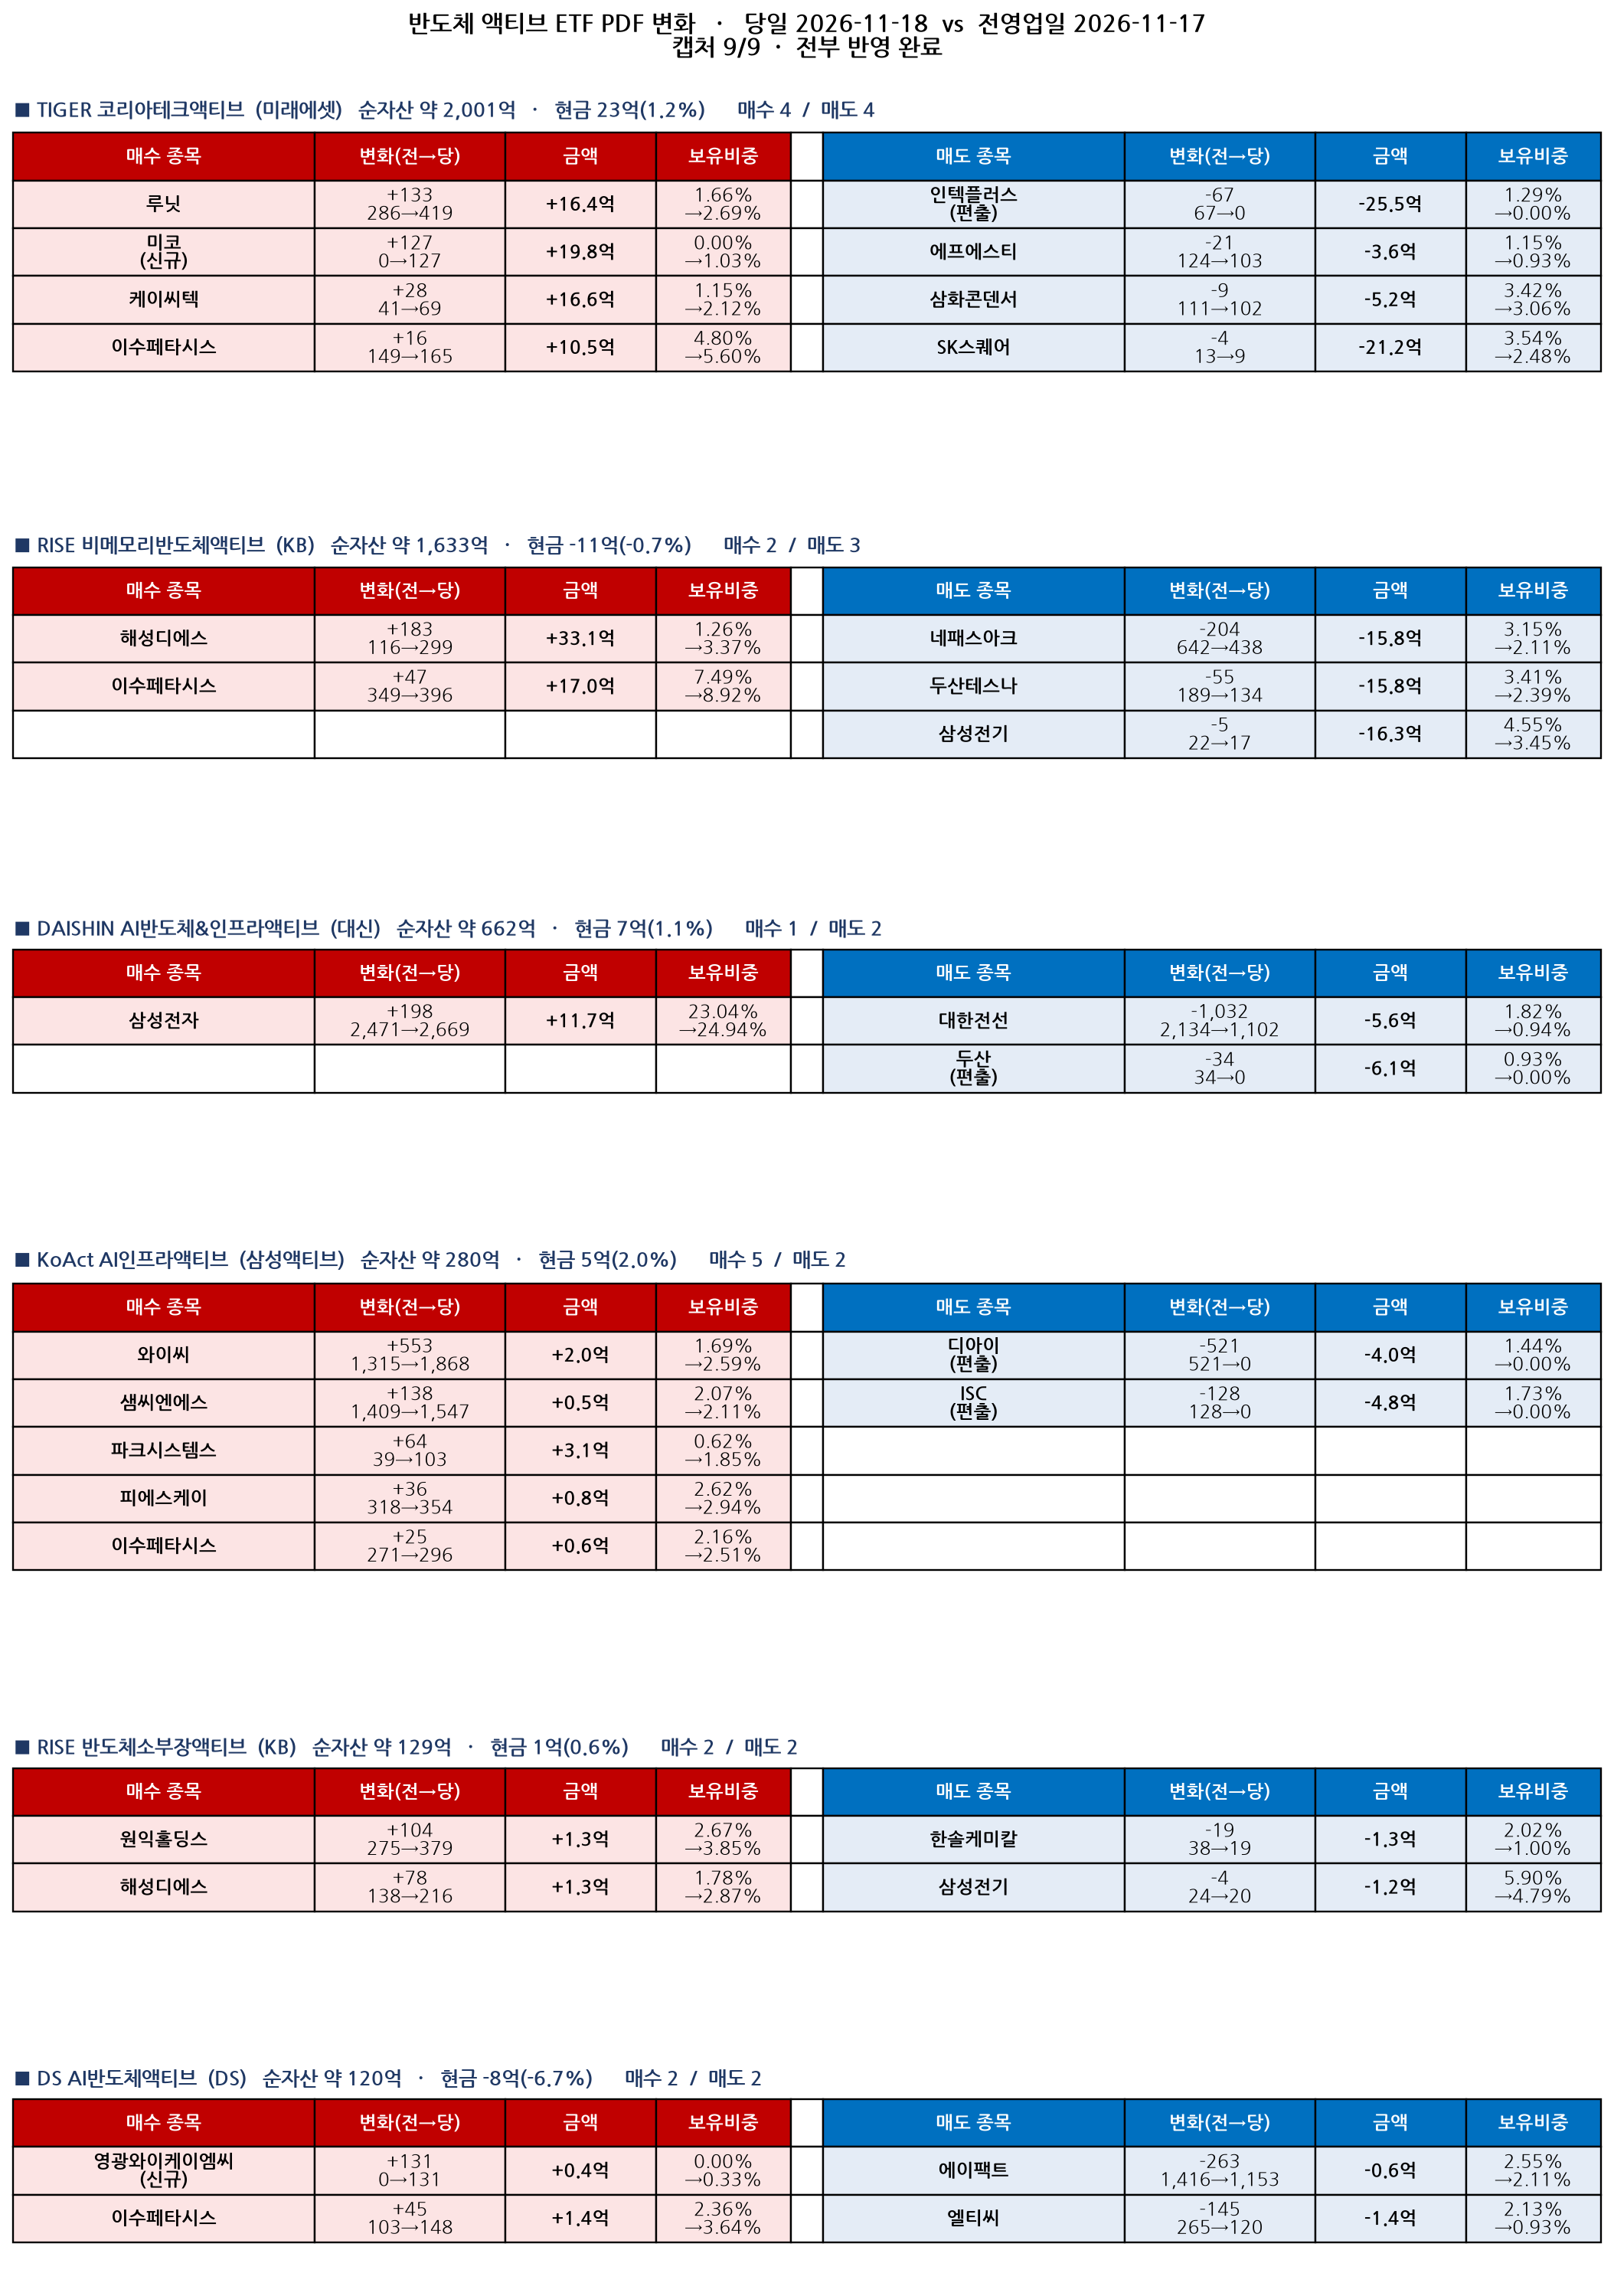 반도체 액티브 ETF PDF 변화 · 당일 2026-11-18 vs 전영업일 2026-11-17
캡처 9/9 · 전부 반영 완료
■ TIGER 코리아테크액티브 (미래에셋) 순자산 약 2,001억 · 현금 23억(1.2%) 매수 4 / 매도 4
매수 종목 변화(전→당) 금액 보유비중 매도 종목 변화(전→당) 금액 보유비중
루닛 +133 286→419 +16.4억 1.66% →2.69% 인텍플러스 (편출) -67 67→0 -25.5억 1.29% →0.00%
미코 (신규) +127 0→127 +19.8억 0.00% →1.03% 에프에스티 -21 124→103 -3.6억 1.15% →0.93%
케이씨텍 +28 41→69 +16.6억 1.15% →2.12% 삼화콘덴서 -9 111→102 -5.2억 3.42% →3.06%
이수페타시스 +16 149→165 +10.5억 4.80% →5.60% SK스퀘어 -4 13→9 -21.2억 3.54% →2.48%
■ RISE 비메모리반도체액티브 (KB) 순자산 약 1,633억 · 현금 -11억(-0.7%) 매수 2 / 매도 3
매수 종목 변화(전→당) 금액 보유비중 매도 종목 변화(전→당) 금액 보유비중
해성디에스 +183 116→299 +33.1억 1.26% →3.37% 네패스아크 -204 642→438 -15.8억 3.15% →2.11%
이수페타시스 +47 349→396 +17.0억 7.49% →8.92% 두산테스나 -55 189→134 -15.8억 3.41% →2.39%
삼성전기 -5 22→17 -16.3억 4.55% →3.45%
■ DAISHIN AI반도체&인프라액티브 (대신) 순자산 약 662억 · 현금 7억(1.1%) 매수 1 / 매도 2
매수 종목 변화(전→당) 금액 보유비중 매도 종목 변화(전→당) 금액 보유비중
삼성전자 +198 2,471→2,669 +11.7억 23.04% →24.94% 대한전선 -1,032 2,134→1,102 -5.6억 1.82% →0.94%
두산 (편출) -34 34→0 -6.1억 0.93% →0.00%
■ KoAct AI인프라액티브 (삼성액티브) 순자산 약 280억 · 현금 5억(2.0%) 매수 5 / 매도 2
매수 종목 변화(전→당) 금액 보유비중 매도 종목 변화(전→당) 금액 보유비중
와이씨 +553 1,315→1,868 +2.0억 1.69% →2.59% 디아이 (편출) -521 521→0 -4.0억 1.44% →0.00%
샘씨엔에스 +138 1,409→1,547 +0.5억 2.07% →2.11% ISC (편출) -128 128→0 -4.8억 1.73% →0.00%
파크시스템스 +64 39→103 +3.1억 0.62% →1.85%
피에스케이 +36 318→354 +0.8억 2.62% →2.94%
이수페타시스 +25 271→296 +0.6억 2.16% →2.51%
■ RISE 반도체소부장액티브 (KB) 순자산 약 129억 · 현금 1억(0.6%) 매수 2 / 매도 2
매수 종목 변화(전→당) 금액 보유비중 매도 종목 변화(전→당) 금액 보유비중
원익홀딩스 +104 275→379 +1.3억 2.67% →3.85% 한솔케미칼 -19 38→19 -1.3억 2.02% →1.00%
해성디에스 +78 138→216 +1.3억 1.78% →2.87% 삼성전기 -4 24→20 -1.2억 5.90% →4.79%
■ DS AI반도체액티브 (DS) 순자산 약 120억 · 현금 -8억(-6.7%) 매수 2 / 매도 2
매수 종목 변화(전→당) 금액 보유비중 매도 종목 변화(전→당) 금액 보유비중
영광와이케이엠씨 (신규) +131 0→131 +0.4억 0.00% →0.33% 에이팩트 -263 1,416→1,153 -0.6억 2.55% →2.11%
이수페타시스 +45 103→148 +1.4억 2.36% →3.64% 엘티씨 -145 265→120 -1.4억 2.13% →0.93%